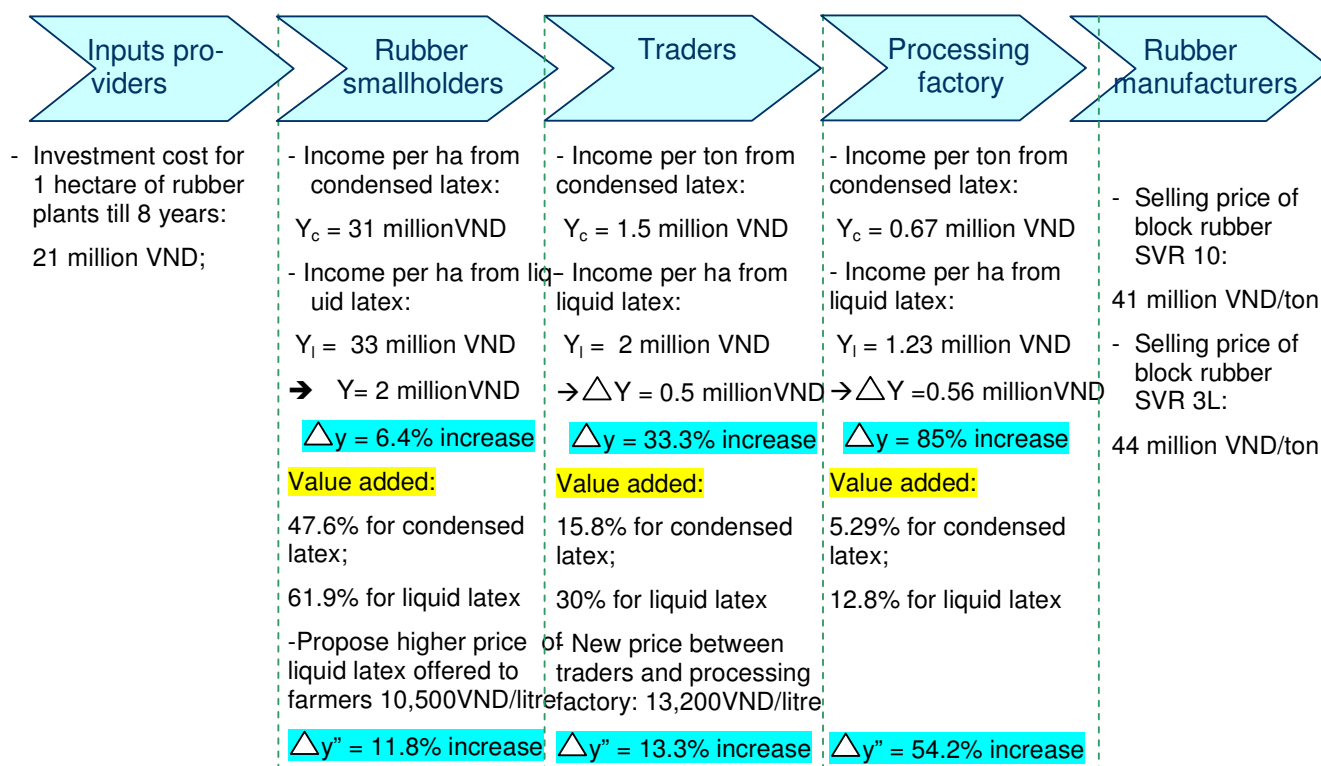 Inputs pro-
viders
Rubber
smallholders
Traders
Processing
factory
Rubber
manufacturers
- Investment cost for
1 hectare of rubber
plants till 8 years:
21 million VND;
- Income per ha from
condensed latex:
Yc = 31 millionVND
- Income per ha from liq-
uid latex:
Yl = 33 million VND
➔ Y= 2 millionVND
△y = 6.4% increase
Value added:
47.6% for condensed
latex;
61.9% for liquid latex
-Propose higher price of
liquid latex offered to
farmers 10,500VND/litre
△y” = 11.8% increase
- Income per ton from
condensed latex:
Yc = 1.5 million VND
- Income per ha from
liquid latex:
Yl = 2 million VND
→△Y = 0.5 millionVND
△y = 33.3% increase
Value added:
15.8% for condensed
latex;
30% for liquid latex
- New price between
traders and processing
factory: 13,200VND/litre
△y” = 13.3% increase
- Income per ton from
condensed latex:
Yc = 0.67 million VND
- Income per ha from
liquid latex:
Yl = 1.23 million VND
→△Y =0.56 millionVND
△y = 85% increase
Value added:
5.29% for condensed
latex;
12.8% for liquid latex
△y” = 54.2% increase
- Selling price of
block rubber
SVR 10:
41 million VND/ton
- Selling price of
block rubber
SVR 3L:
44 million VND/ton